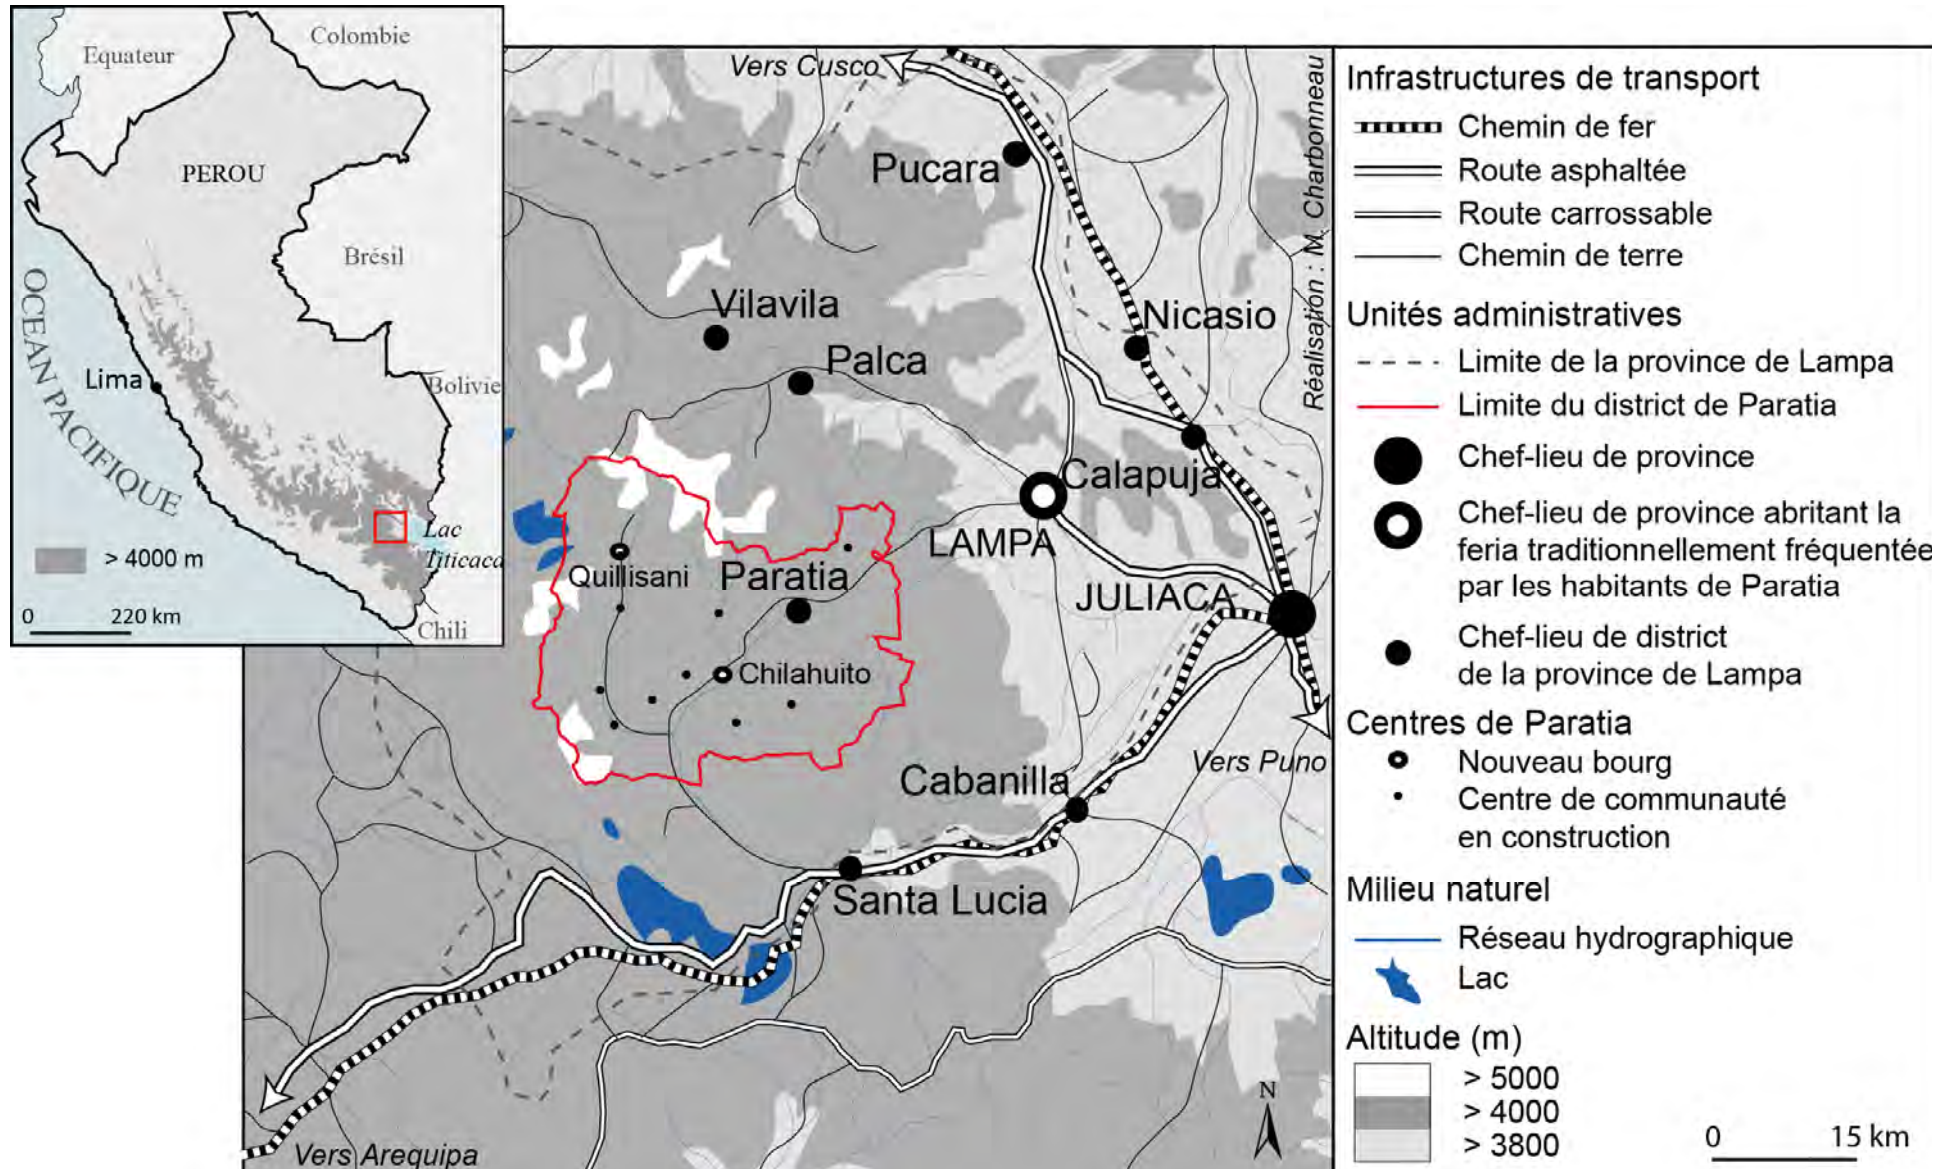 Equateur
Colombie
PEROU
Brésil
OCEAN PACIFIQUE
Lima
Bolivie
Lac
Titicaca
> 4000 m
0
220 km
Chili
Vers Cusco
Réalisation : M. Charbonneau
Pucara
Vilavila
Nicasio
Palca
Calapuja
LAMPA
Quillisani
Paratia
JULIACA
Chilahuito
Cabanilla
Vers Puno
Santa Lucia
Vers Arequipa
N
Infrastructures de transport
Chemin de fer
Route asphaltée
Route carrossable
Chemin de terre
Unités administratives
Limite de la province de Lampa
Limite du district de Paratia
Chef-lieu de province
Chef-lieu de province abritant la
feria traditionnellement fréquentée
par les habitants de Paratia
Chef-lieu de district
de la province de Lampa
Centres de Paratia
Nouveau bourg
Centre de communauté
en construction
Milieu naturel
Réseau hydrographique
Lac
Altitude (m)
> 5000
> 4000
> 3800
0
15 km